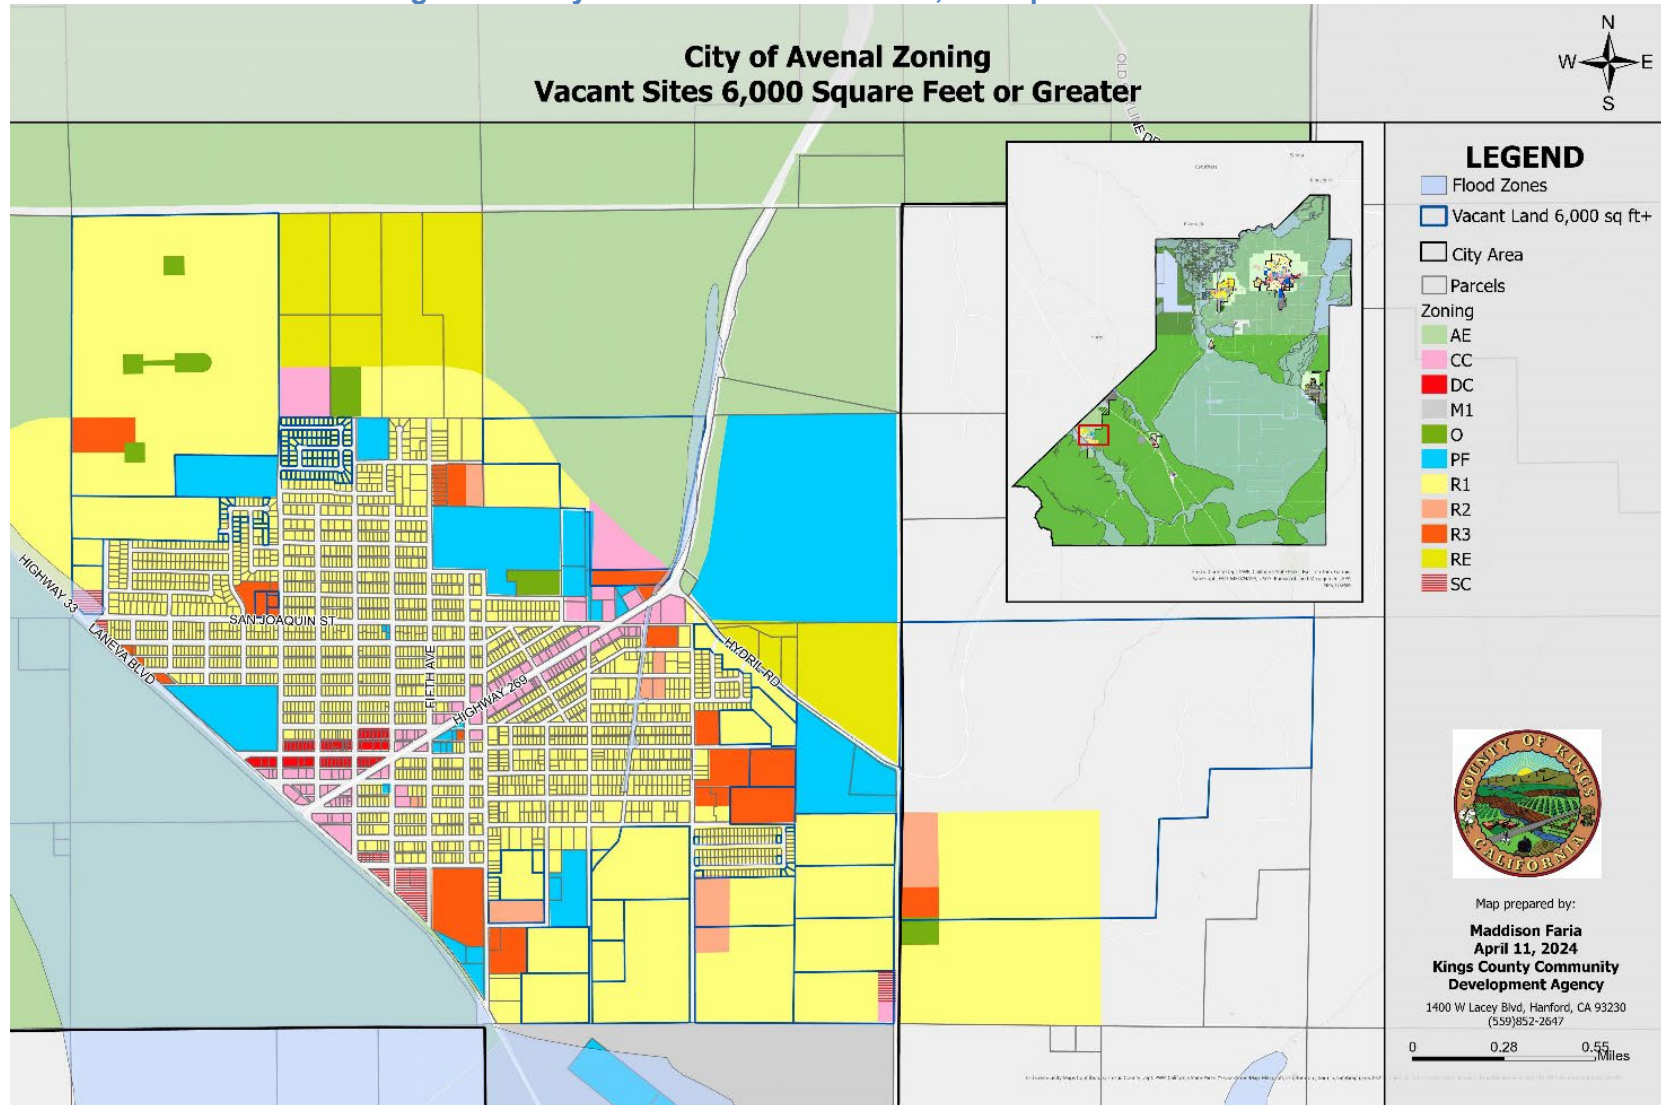 City of Avenal Zoning
Vacant Sites 6,000 Square Feet or Greater
N
W
E
S
OLD
LINE
LEGEND
Flood Zones
Vacant Land 6,000 sq ft+
City Area
Parcels
Zoning
AE
CC
DC
M1
O
PF
R1
R2
R3
RE
SC
HIGHWAY 33
LANEVA BLVD
SAN JOAQUIN ST
FIFTH AVE
HIGHWAY 269
HYDRIL RD
COUNTY OF KINGS
CALIFORNIA
Map prepared by:
Maddison Faria
April 11, 2024
Kings County Community
Development Agency
1400 W Lacey Blvd, Hanford, CA 93230
(559)852-2647
0 0.28 0.55
Miles